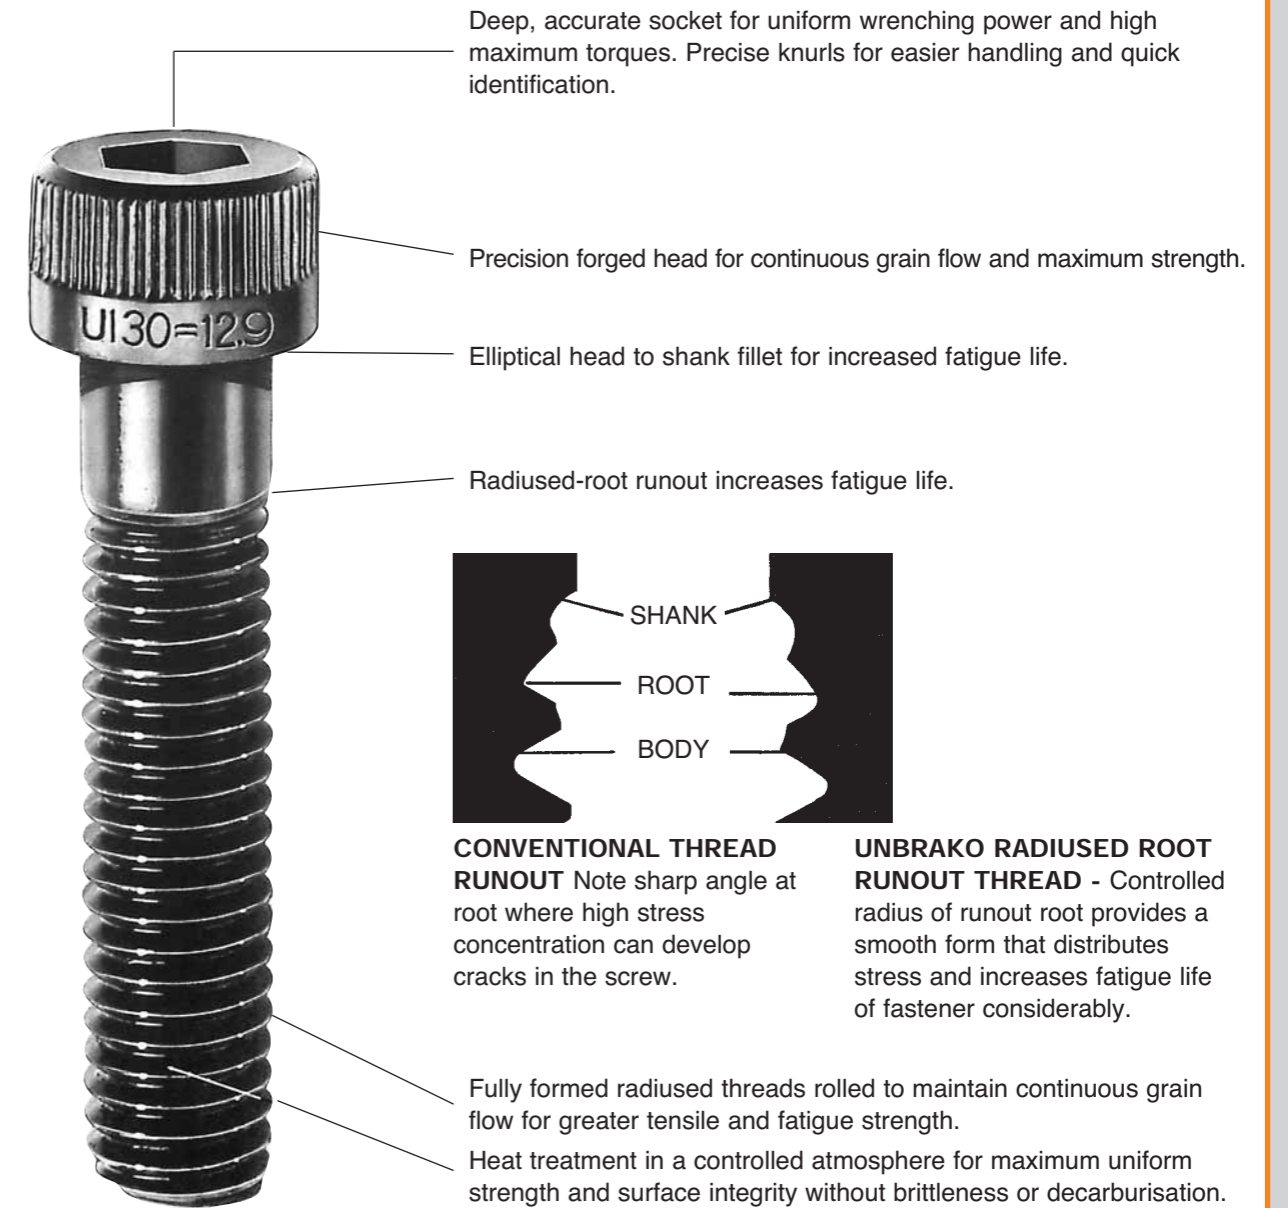 Deep, accurate socket for uniform wrenching power and high
maximum torques. Precise knurls for easier handling and quick
identification.
Precision forged head for continuous grain flow and maximum strength.
UI30=12.9
Elliptical head to shank fillet for increased fatigue life.
Radiused-root runout increases fatigue life.
SHANK
ROOT
BODY
CONVENTIONAL THREAD
RUNOUT Note sharp angle at
root where high stress
concentration can develop
cracks in the screw.
UNBRAKO RADIUSED ROOT
RUNOUT THREAD - Controlled
radius of runout root provides a
smooth form that distributes
stress and increases fatigue life
of fastener considerably.
Fully formed radiused threads rolled to maintain continuous grain
flow for greater tensile and fatigue strength.
Heat treatment in a controlled atmosphere for maximum uniform
strength and surface integrity without brittleness or decarburisation.